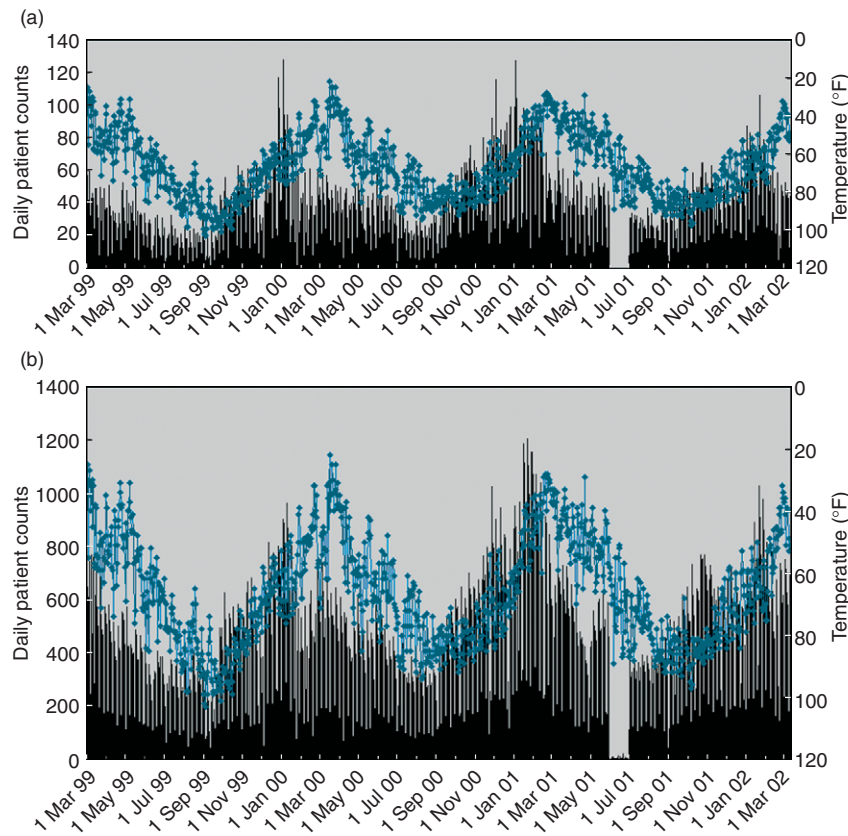 (a)
Daily patient counts
140
120
100
80
60
40
20
0
0
20
40
60
80
100
120
Temperature (°F)
1 Mar 99
1 May 99
1 Jul 99
1 Sep 99
1 Nov 99
1 Jan 00
1 Mar 00
1 May 00
1 Jul 00
1 Sep 00
1 Nov 00
1 Jan 01
1 Mar 01
1 May 01
1 Jul 01
1 Sep 01
1 Nov 01
1 Jan 02
1 Mar 02
(b)
Daily patient counts
1400
1200
1000
800
600
400
200
0
0
20
40
60
80
100
120
Temperature (°F)
1 Mar 99
1 May 99
1 Jul 99
1 Sep 99
1 Nov 99
1 Jan 00
1 Mar 00
1 May 00
1 Jul 00
1 Sep 00
1 Nov 00
1 Jan 01
1 Mar 01
1 May 01
1 Jul 01
1 Sep 01
1 Nov 01
1 Jan 02
1 Mar 02